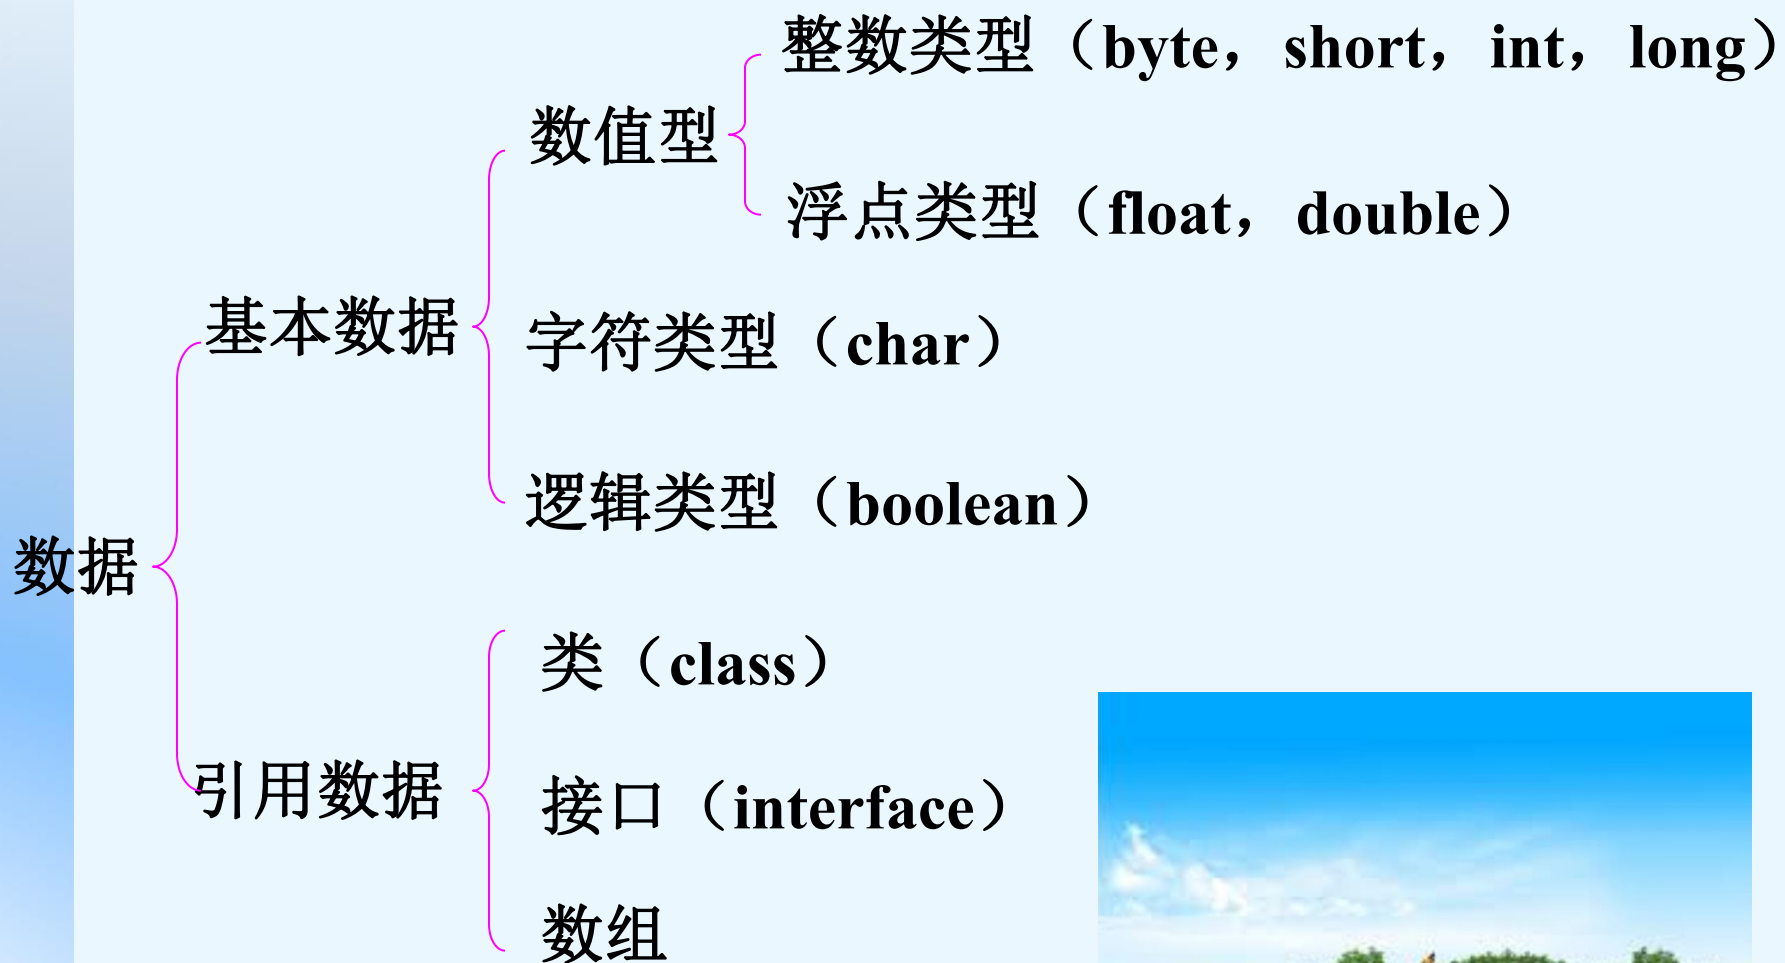 整数类型（byte，short，int，long）
数值型
浮点类型（float，double）
基本数据
字符类型（char）
逻辑类型（boolean）
数据
类（class）
引用数据
接口（interface）
数组